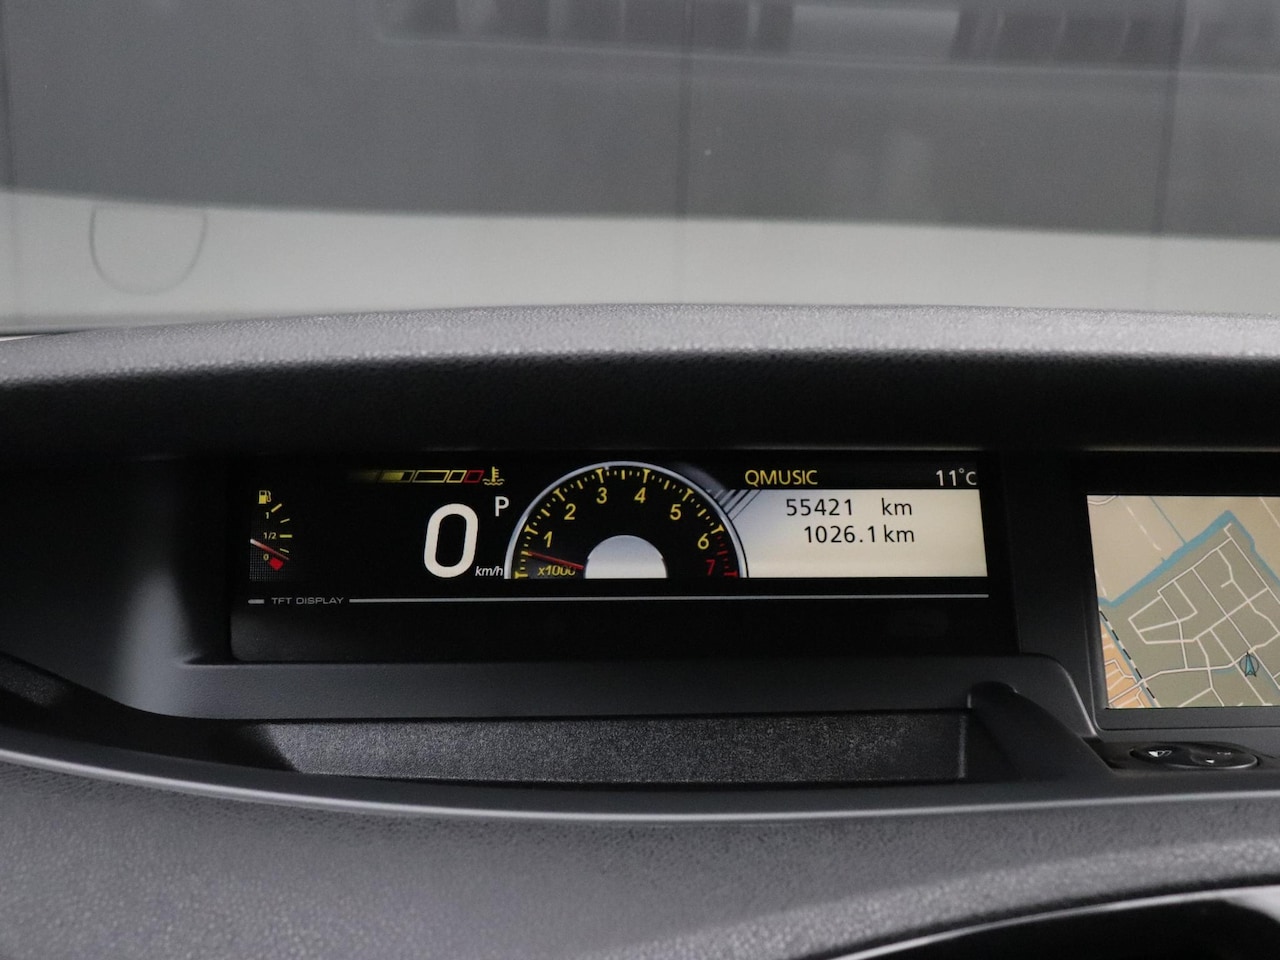 QMUSIC 11°C
55421 km
1026.1 km
P
0 km/h
1
1/2
0
1 2 3 4 5 6 7
x1000
TFT DISPLAY